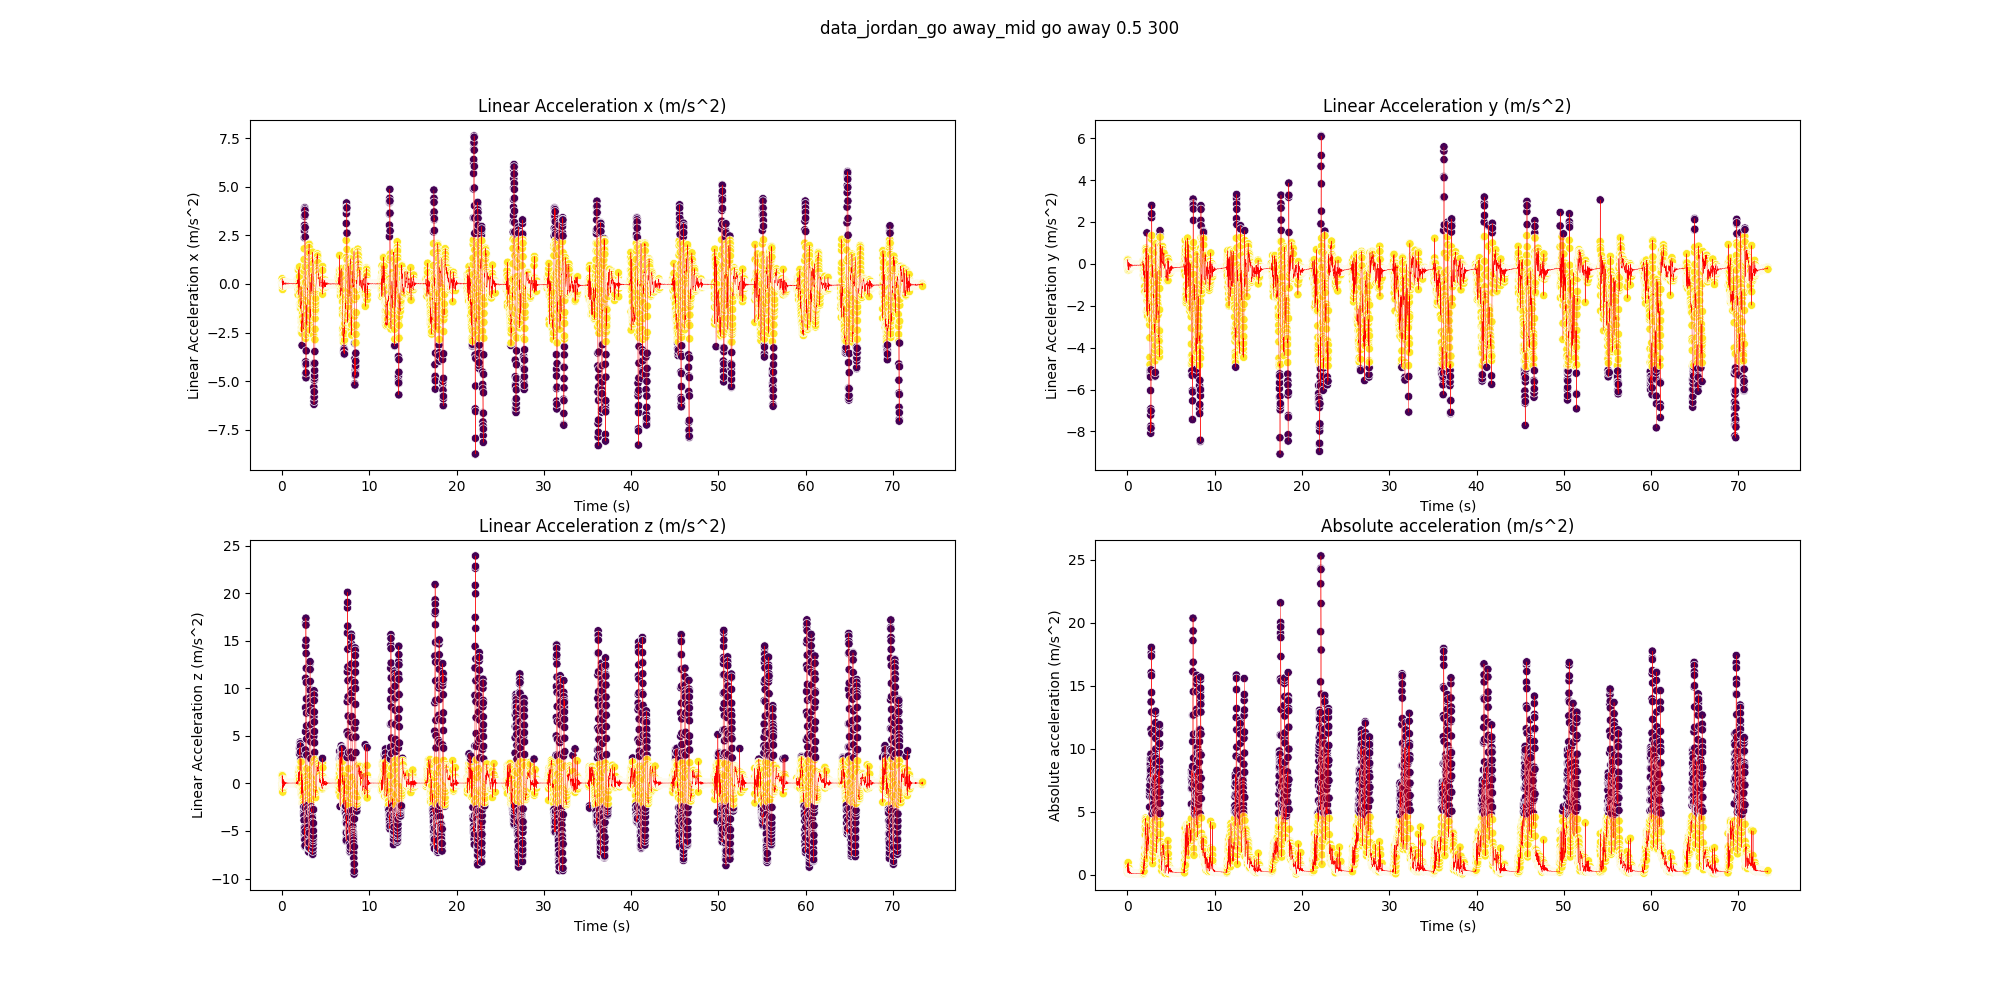 data_jordan_go away_mid go away 0.5 300
Linear Acceleration x (m/s^2)
Linear Acceleration x (m/s^2)
7.5
5.0
2.5
0.0
−2.5
−5.0
−7.5
0 10 20 30 40 50 60 70
Time (s)
Linear Acceleration y (m/s^2)
Linear Acceleration y (m/s^2)
6
4
2
0
−2
−4
−6
−8
0 10 20 30 40 50 60 70
Time (s)
Linear Acceleration z (m/s^2)
Linear Acceleration z (m/s^2)
25
20
15
10
5
0
−5
−10
0 10 20 30 40 50 60 70
Time (s)
Absolute acceleration (m/s^2)
Absolute acceleration (m/s^2)
25
20
15
10
5
0
0 10 20 30 40 50 60 70
Time (s)